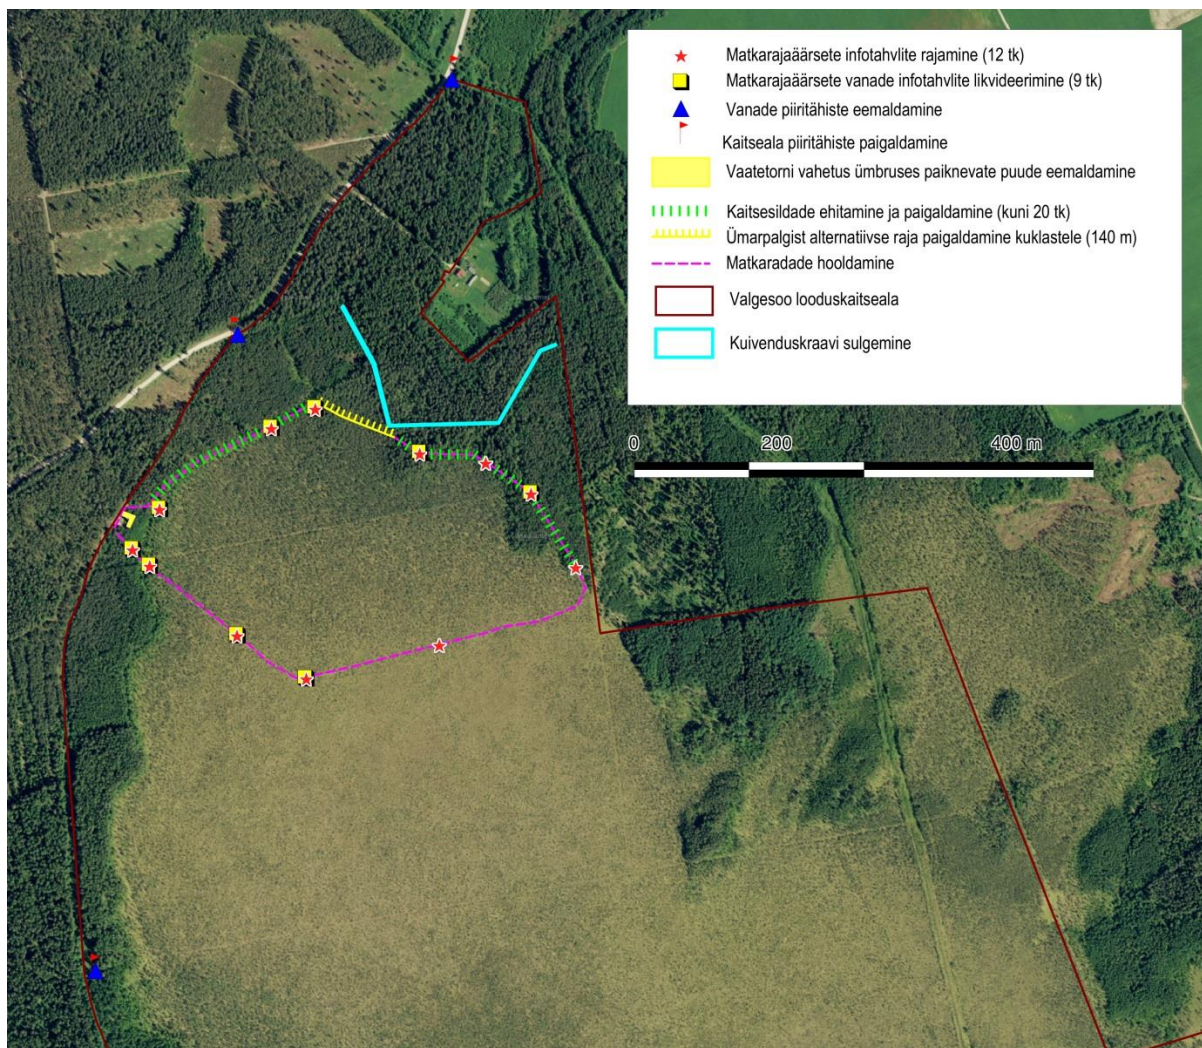 Matkarajaäärsete infotahvlite rajamine (12 tk)
Matkarajaäärsete vanade infotahvlite likvideerimine (9 tk)
Vanade piiritähiste eemaldamine
Kaitseala piiritähiste paigaldamine
Vaatetorni vahetus ümbruses paiknevate puude eemaldamine
Kaitsesildade ehitamine ja paigaldamine (kuni 20 tk)
Ümarpalgist alternatiivse raja paigaldamine kuklastele (140 m)
Matkaradade hooldamine
Valgesoo looduskaitseala
Kuivenduskraavi sulgemine
0 200 400 m